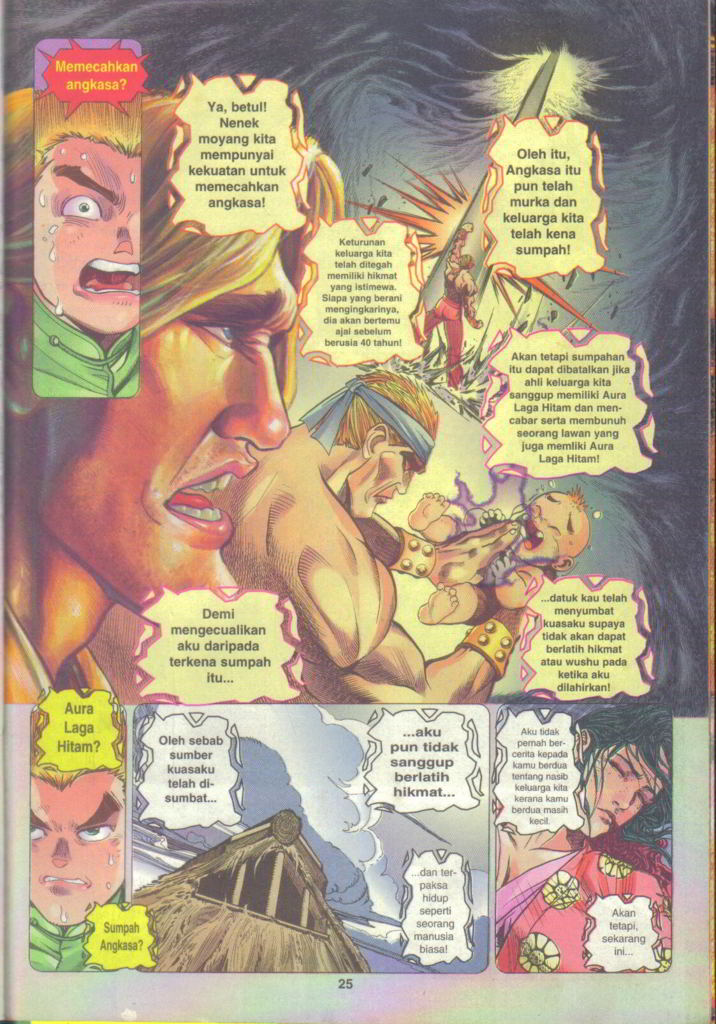 Memecahkan
angkasa?
Ya, betul!
Nenek
moyang kita
mempunyai
kekuatan untuk
memecahkan
angkasa!
Oleh itu,
Angkasa itu
pun telah
murka dan
keluarga kita
telah kena
sumpah!
Keturunan
keluarga kita
telah ditegah
memiliki hikmat
yang istimewa.
Siapa yang berani
mengingkarinya,
dia akan bertemu
ajal sebelum
berusia 40 tahun!
Akan tetapi sumpahan
itu dapat dibatalkan jika
ahli keluarga kita
sanggup memiliki Aura
Laga Hitam dan men-
cabar serta membunuh
seorang lawan yang
juga memliki Aura
Laga Hitam!
Demi
mengecualikan
aku daripada
terkena sumpah
itu...
...datuk kau telah
menyumbat
kuasaku supaya
tidak akan dapat
berlatih hikmat
atau wushu pada
ketika aku
dilahirkan!
Aura
Laga
Hitam?
Sumpah
Angkasa?
Oleh sebab
sumber
kuasaku
telah di-
sumbat...
...aku
pun tidak
sanggup
berlatih
hikmat...
...dan ter-
paksa
hidup
seperti
seorang
manusia
biasa!
Aku tidak
pernah ber-
cerita kepada
kamu berdua
tentang nasib
keluarga kita
kerana kamu
berdua masih
kecil.
Akan
tetapi,
sekarang
ini...
25